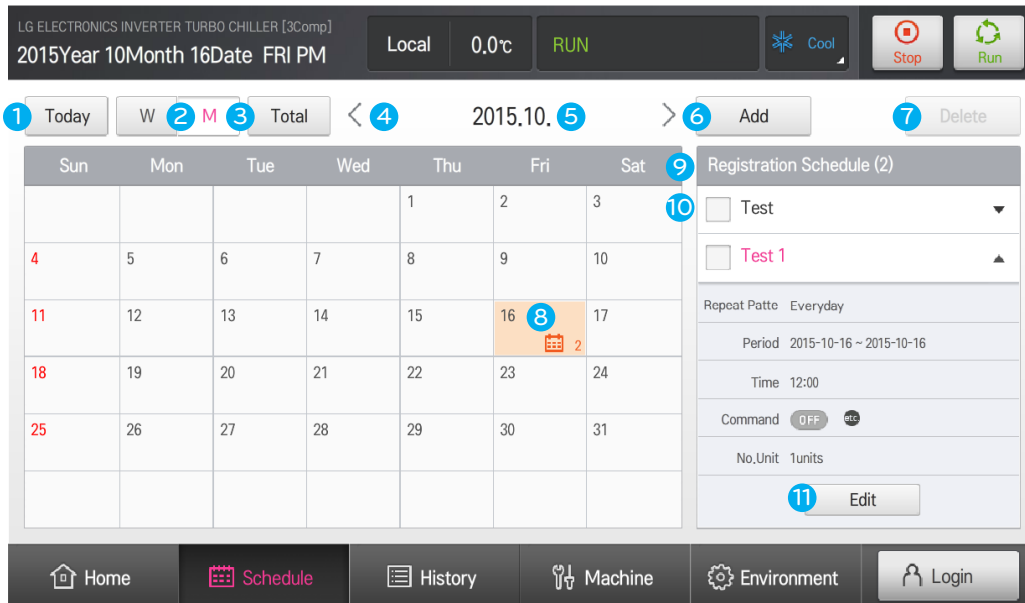 LG ELECTRONICS INVERTER TURBO CHILLER [3Comp]
2015Year 10Month 16Date FRI PM
Local 0.0℃ RUN Cool
Stop Run
1 Today W 2 M 3 Total 4 2015.10. 5 6 Add 7 Delete
Sun Mon Tue Wed Thu Fri Sat
1 2 3
4 5 6 7 8 9 10
11 12 13 14 15 16 8 17
2
18 19 20 21 22 23 24
25 26 27 28 29 30 31
9 Registration Schedule (2)
10 Test
Test 1
Repeat Patte Everyday
Period 2015-10-16 ~ 2015-10-16
Time 12:00
Command OFF etc.
No.Unit 1units
11 Edit
Home Schedule History Machine Environment Login